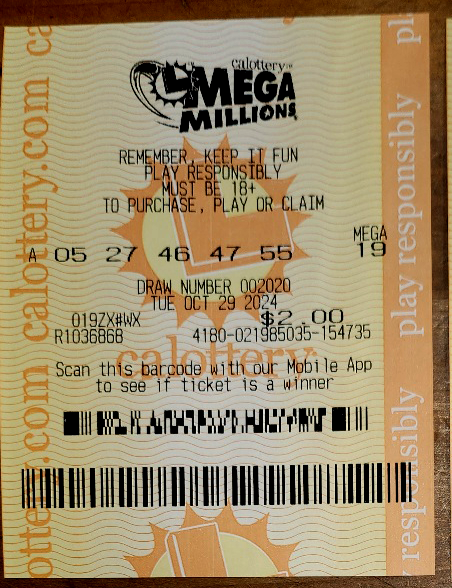 calottery
MEGA
MILLIONS
REMEMBER, KEEP IT FUN
PLAY RESPONSIBLY
MUST BE 18+
TO PURCHASE, PLAY OR CLAIM
MEGA
A 05 27 46 47 55 19
DRAW NUMBER 002020
TUE OCT 29 2024
019ZX#WX $2.00
R1036868 4180-021985035-154735
calottery
Scan this barcode with our Mobile App
to see if ticket is a winner
ottery.com calottery.com ca
responsibly play responsibly pl